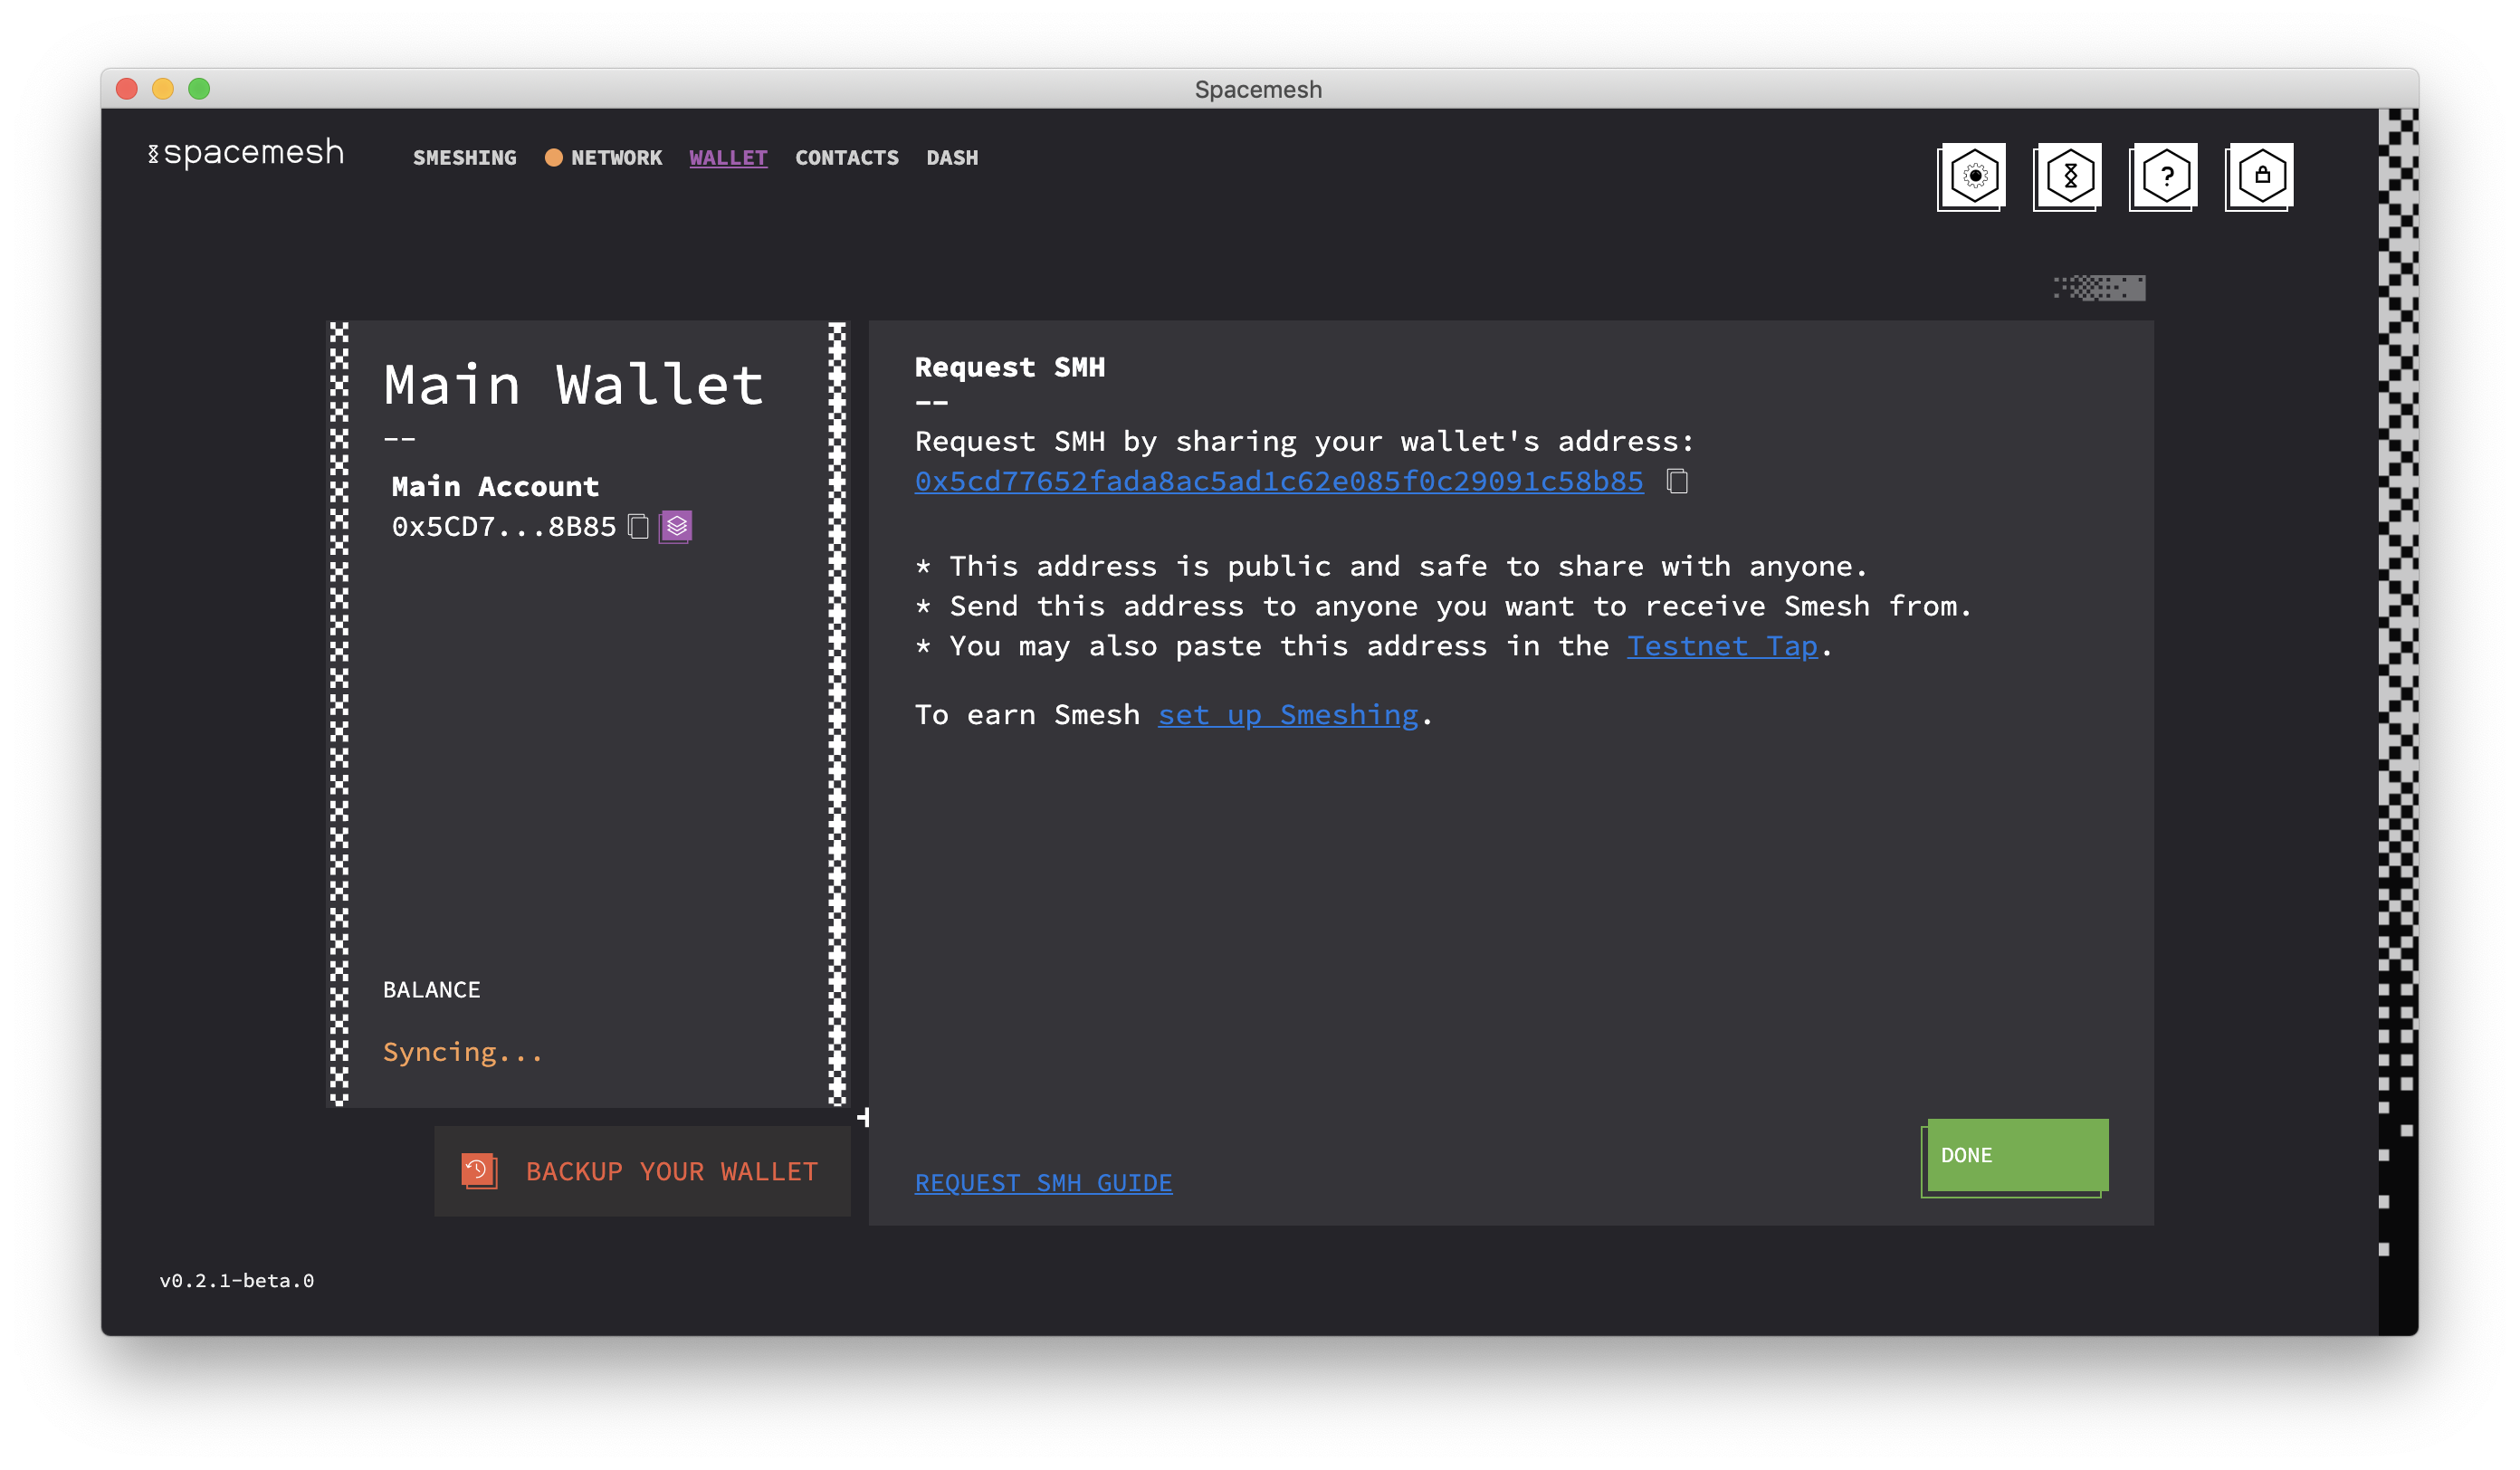 Spacemesh
spacemesh
SMESHING NETWORK WALLET CONTACTS DASH
?
Main Wallet
--
Main Account
0x5CD7...8B85
BALANCE
Syncing...
BACKUP YOUR WALLET
Request SMH
--
Request SMH by sharing your wallet's address:
0x5cd77652fada8ac5ad1c62e085f0c29091c58b85
* This address is public and safe to share with anyone.
* Send this address to anyone you want to receive Smesh from.
* You may also paste this address in the Testnet Tap.
To earn Smesh set up Smeshing.
REQUEST SMH GUIDE
DONE
v0.2.1-beta.0